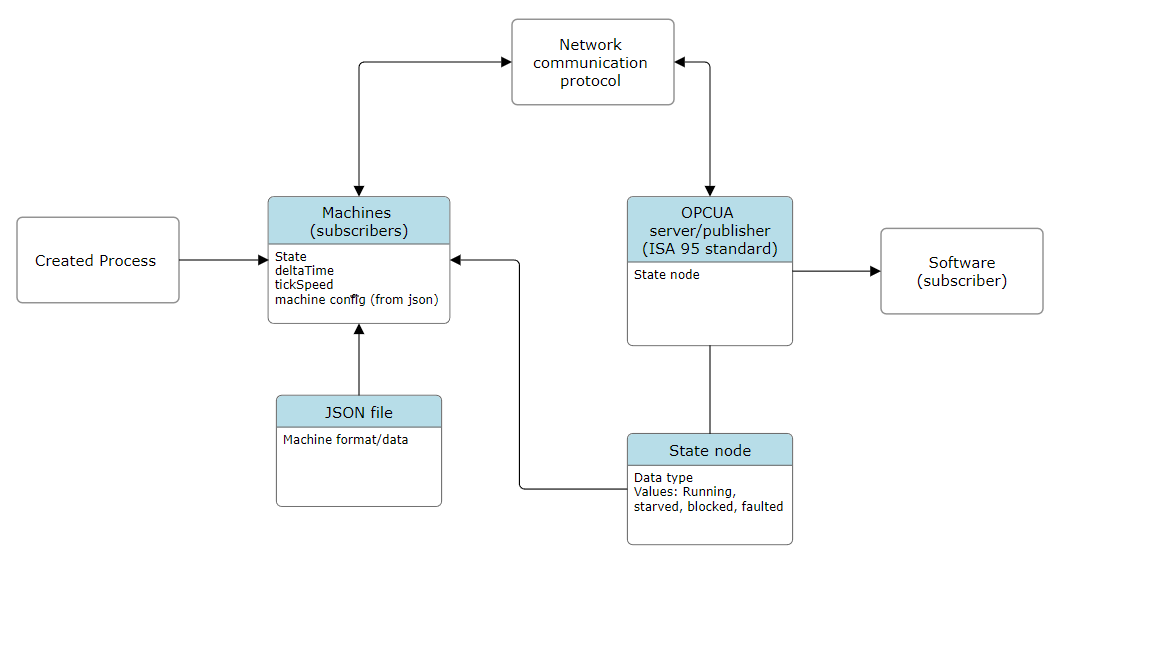 Network
communication
protocol
Created Process
Machines
(subscribers)
State
deltaTime
tickSpeed
machine config (from json)
OPCUA
server/publisher
(ISA 95 standard)
State node
Software
(subscriber)
JSON file
Machine format/data
State node
Data type
Values: Running,
starved, blocked, faulted